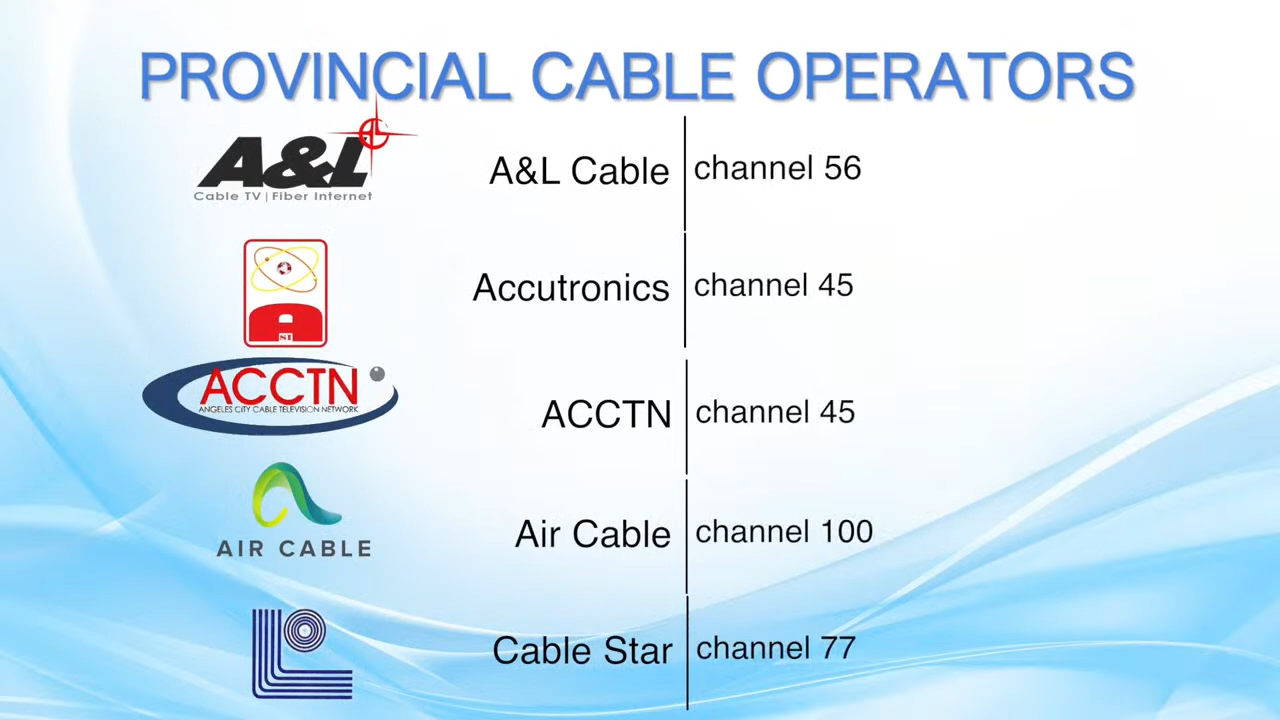 PROVINCIAL CABLE OPERATORS
A&L
Cable TV | Fiber Internet
A&L Cable
channel 56
A
SI
Accutronics
channel 45
ACCTN
ANGELES CITY CABLE TELEVISION NETWORK
ACCTN
channel 45
AIR CABLE
Air Cable
channel 100
Cable Star
channel 77